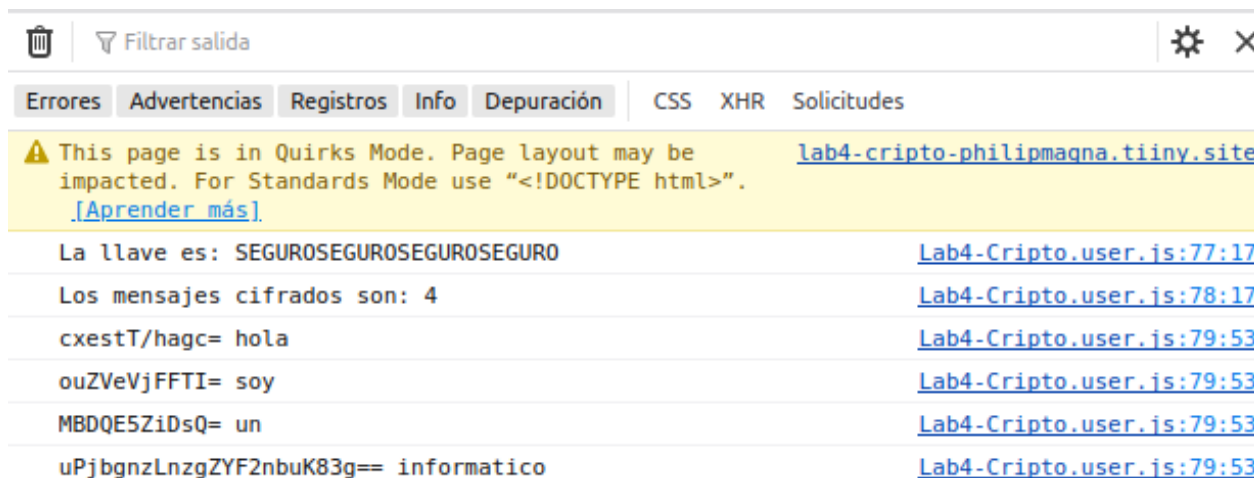 Filtrar salida
Errores Advertencias Registros Info Depuración CSS XHR Solicitudes
This page is in Quirks Mode. Page layout may be lab4-cripto-philipmagna.tiiny.site
impacted. For Standards Mode use “<!DOCTYPE html>”.
[Aprender más]
La llave es: SEGUROSEGUROSEGUROSEGURO Lab4-Cripto.user.js:77:17
Los mensajes cifrados son: 4 Lab4-Cripto.user.js:78:17
cxestT/hagc= hola Lab4-Cripto.user.js:79:53
ouZVeVjFFTI= soy Lab4-Cripto.user.js:79:53
MBDQE5ZiDsQ= un Lab4-Cripto.user.js:79:53
uPjbgnzLnzgZYF2nbuK83g== informatico Lab4-Cripto.user.js:79:53